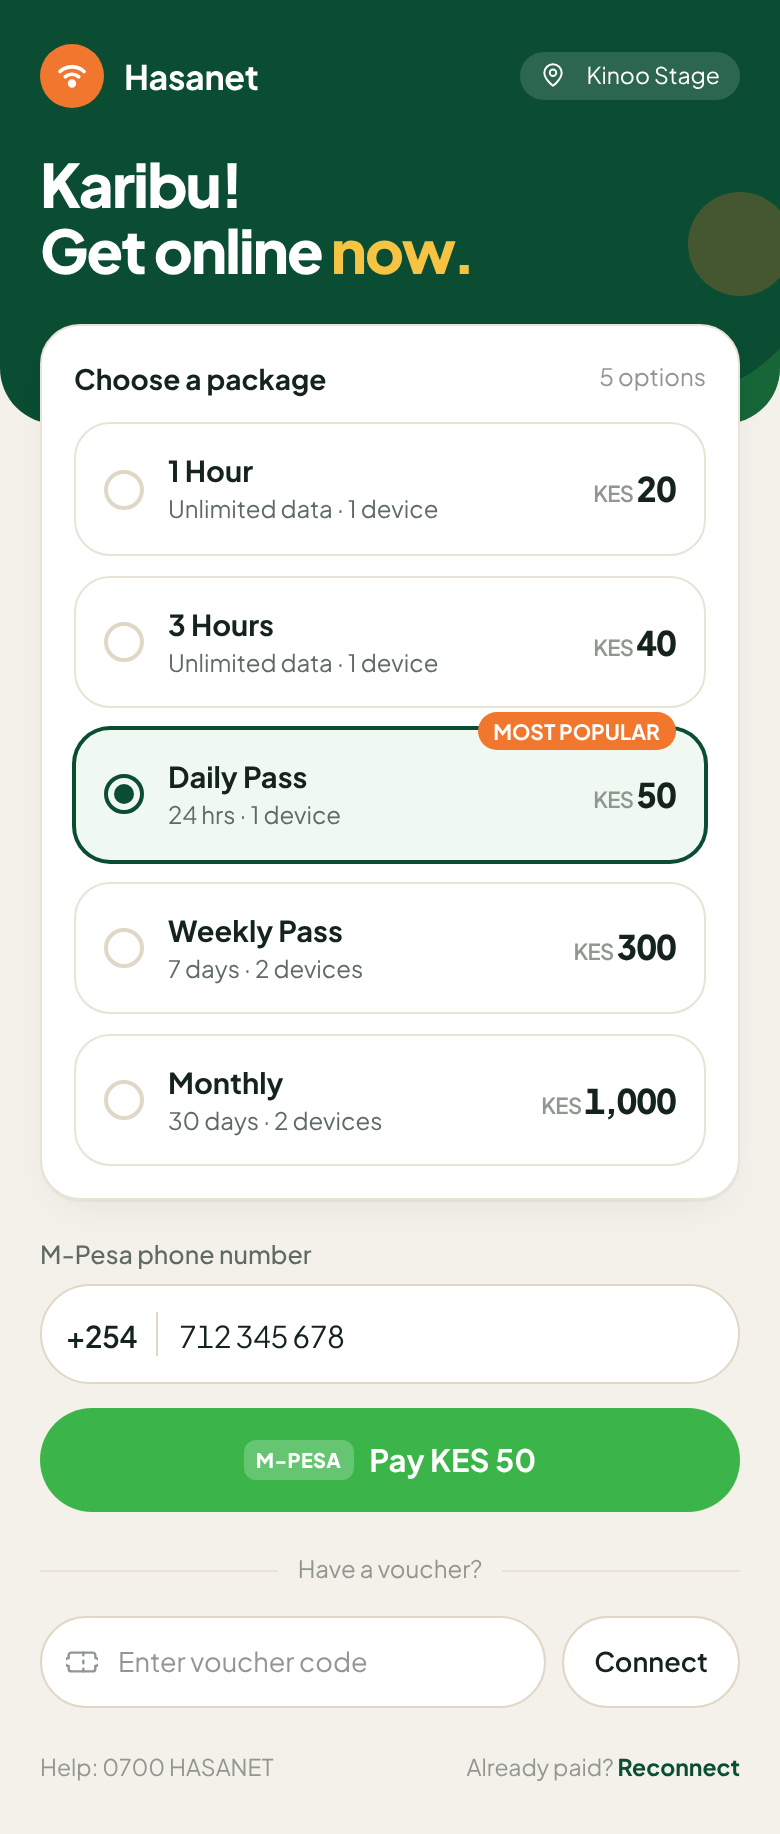 Hasanet
Kinoo Stage
Karibu!
Get online now.
Choose a package
5 options
1 Hour
Unlimited data · 1 device
KES 20
3 Hours
Unlimited data · 1 device
KES 40
MOST POPULAR
Daily Pass
24 hrs · 1 device
KES 50
Weekly Pass
7 days · 2 devices
KES 300
Monthly
30 days · 2 devices
KES 1,000
M-Pesa phone number
+254 712 345 678
M-PESA Pay KES 50
Have a voucher?
Enter voucher code
Connect
Help: 0700 HASANET
Already paid? Reconnect